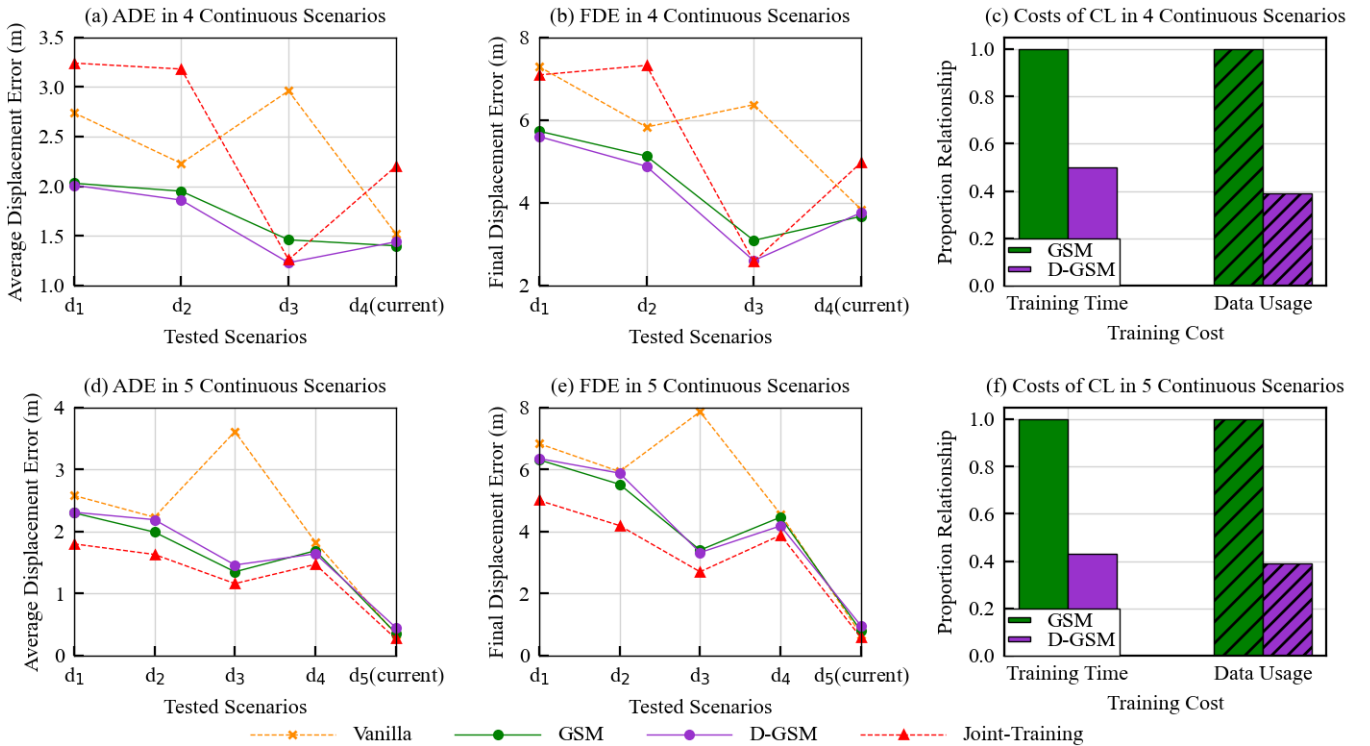 (a) ADE in 4 Continuous Scenarios
Average Displacement Error (m)
3.5
3.0
2.5
2.0
1.5
1.0
d1
d2
d3
d4(current)
Tested Scenarios
(b) FDE in 4 Continuous Scenarios
Final Displacement Error (m)
8
6
4
2
d1
d2
d3
d4(current)
Tested Scenarios
(c) Costs of CL in 4 Continuous Scenarios
Proportion Relationship
1.0
0.8
0.6
0.4
0.2
0.0
GSM
D-GSM
Training Time
Data Usage
Training Cost
(d) ADE in 5 Continuous Scenarios
Average Displacement Error (m)
4
3
2
1
0
d1
d2
d3
d4
d5(current)
Tested Scenarios
(e) FDE in 5 Continuous Scenarios
Final Displacement Error (m)
8
6
4
2
0
d1
d2
d3
d4
d5(current)
Tested Scenarios
(f) Costs of CL in 5 Continuous Scenarios
Proportion Relationship
1.0
0.8
0.6
0.4
0.2
0.0
GSM
D-GSM
Training Time
Data Usage
Training Cost
Vanilla
GSM
D-GSM
Joint-Training